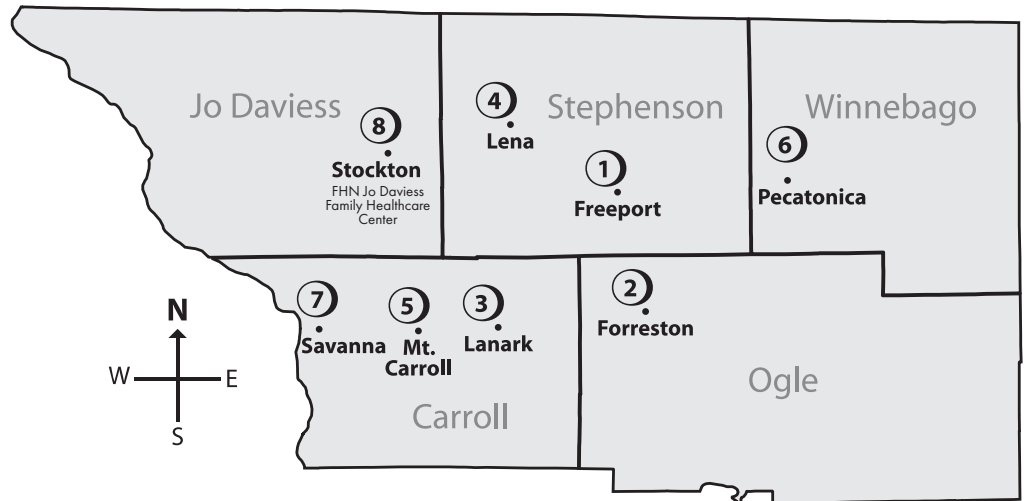 Jo Daviess
Stephenson
Winnebago
8
Stockton
FHN Jo Daviess
Family Healthcare
Center
4
Lena
1
Freeport
6
Pecatonica
7
Savanna
5
Mt.
Carroll
3
Lanark
2
Forreston
Carroll
Ogle
N
W
E
S